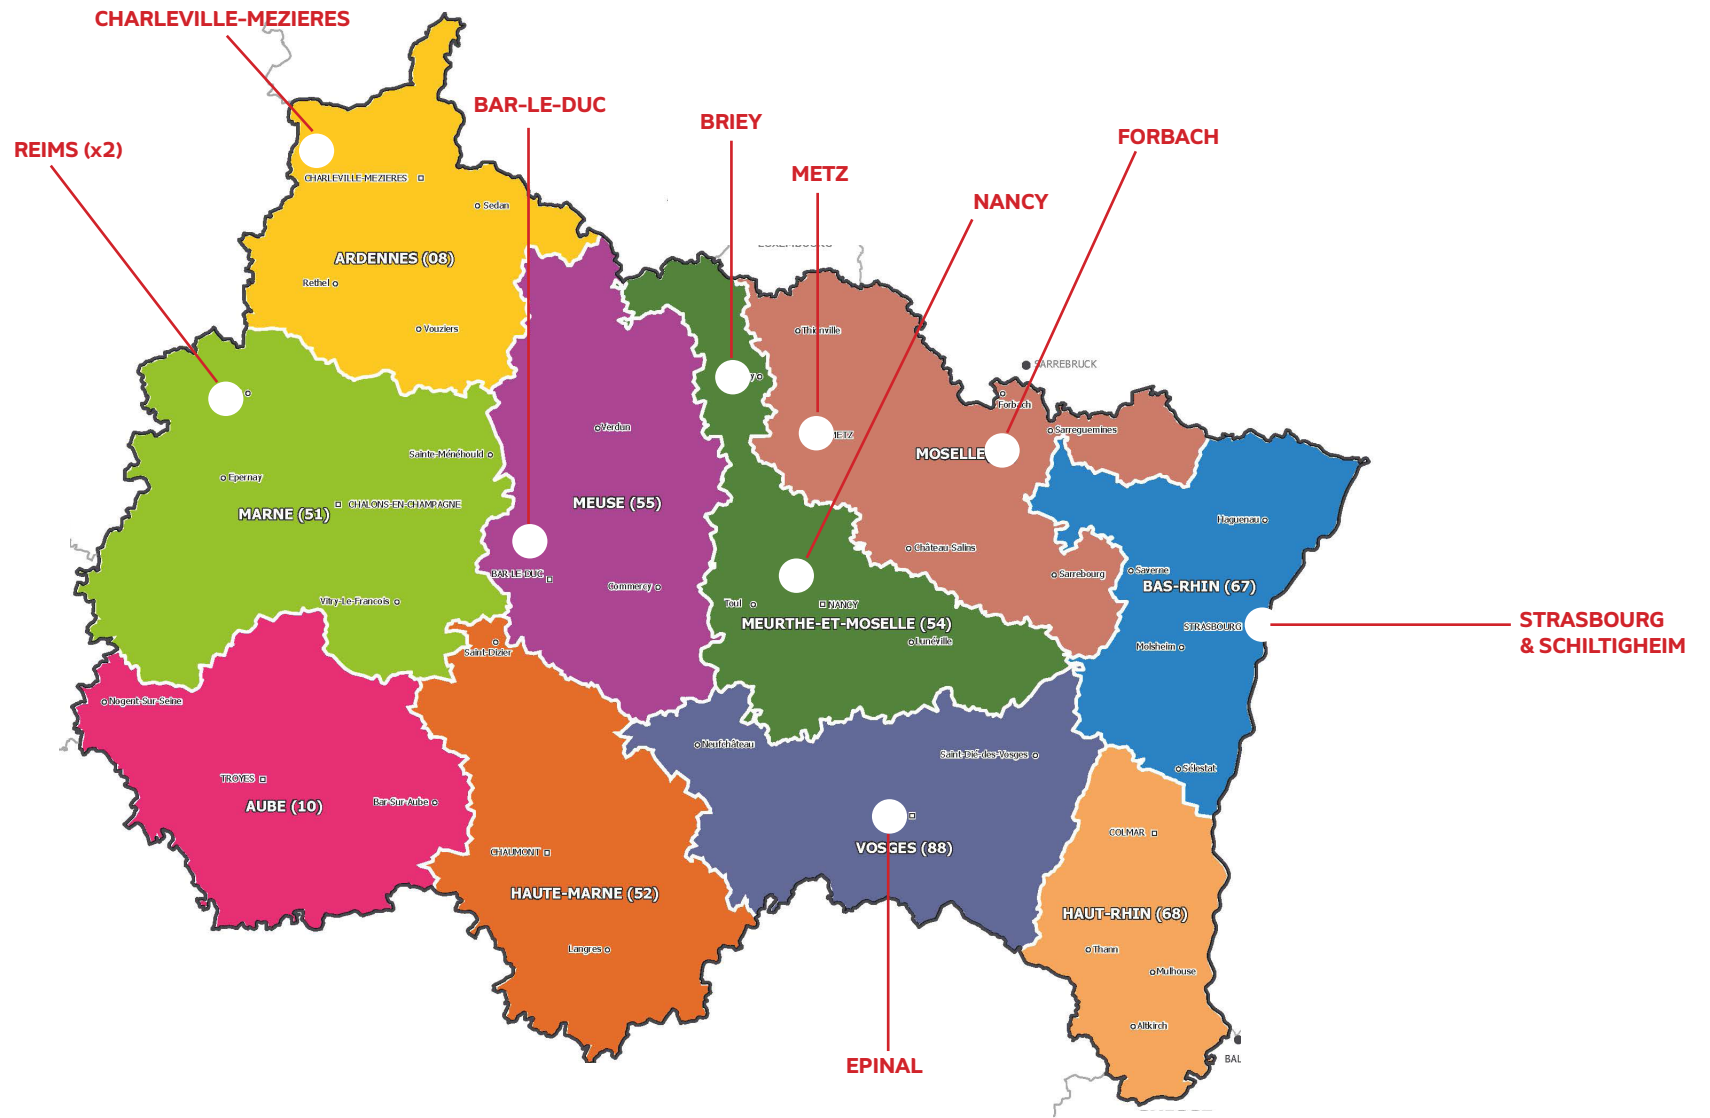 CHARLEVILLE-MEZIERES
BAR-LE-DUC
BRIEY
FORBACH
REIMS (x2)
METZ
CHARLEVILLE-MEZIERES
NANCY
Sedan
ARDENNES (08)
Rethel
Vouziers
Thionville
SARREBRUCK
Forbach
Verdun
Sarreguemines
Sainte-Ménéhould
MOSELLE
Epernay
MEUSE (55)
CHALONS-EN-CHAMPAGNE
MARNE (51)
Haguenau
Château Salins
BAR-LE-DUC
Sarrebourg
Saverne
Commercy
BAS-RHIN (67)
Vitry-Le-Francois
Toul
NANCY
MEURTHE-ET-MOSELLE (54)
STRASBOURG
STRASBOURG
& SCHILTIGHEIM
Lunéville
Molsheim
Saint-Dizier
Nogent-Sur-Seine
Neufchâteau
Saint-Dié-des-Vosges
Sélestat
TROYES
Bar-Sur-Aube
AUBE (10)
COLMAR
CHAUMONT
VOSGES (88)
HAUTE-MARNE (52)
HAUT-RHIN (68)
Langres
Thann
Mulhouse
Altkirch
BAL
EPINAL